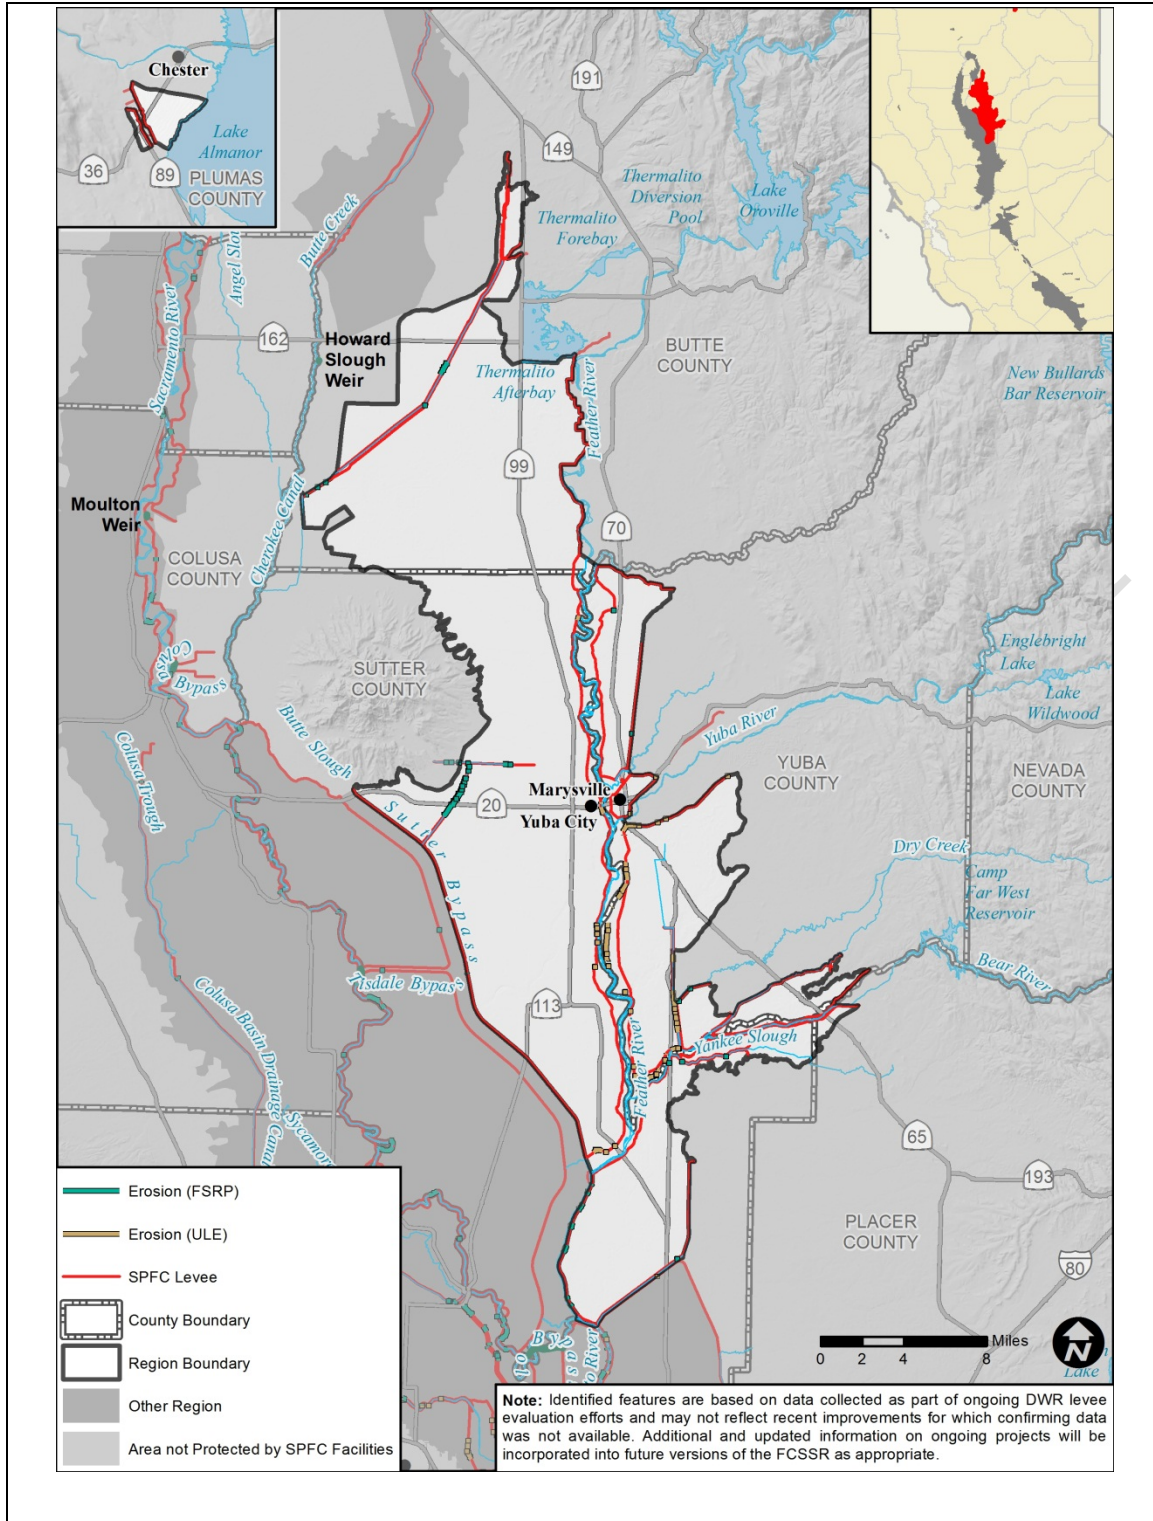 Chester
Lake
Almanor
36
89
PLUMAS
COUNTY
191
149
Thermalito
Diversion
Pool
Lake
Oroville
Thermalito
Forebay
Butte Creek
Sacramento River
162
Howard
Slough
Weir
BUTTE
COUNTY
Thermalito
Afterbay
Feather River
New Bullards
Bar Reservoir
99
70
Moulton
Weir
COLUSA
COUNTY
Cherokee Canal
Colusa
Bypass
SUTTER
COUNTY
Butte Slough
Englebright
Lake
Lake
Wildwood
Yuba River
YUBA
COUNTY
NEVADA
COUNTY
Colusa Trough
Marysville
Yuba City
20
Sutter Bypass
Dry Creek
Camp
Far West
Reservoir
Bear River
Tisdale Bypass
113
Colusa Basin Drainage Canal
Sycamore
Feather River
Yankee Slough
65
193
PLACER
COUNTY
80
Erosion (FSRP)
Erosion (ULE)
SPFC Levee
County Boundary
Region Boundary
Other Region
Area not Protected by SPFC Facilities
Miles
0 2 4 8
N
Lake
Note: Identified features are based on data collected as part of ongoing DWR levee
evaluation efforts and may not reflect recent improvements for which confirming data
was not available. Additional and updated information on ongoing projects will be
incorporated into future versions of the FCSSR as appropriate.